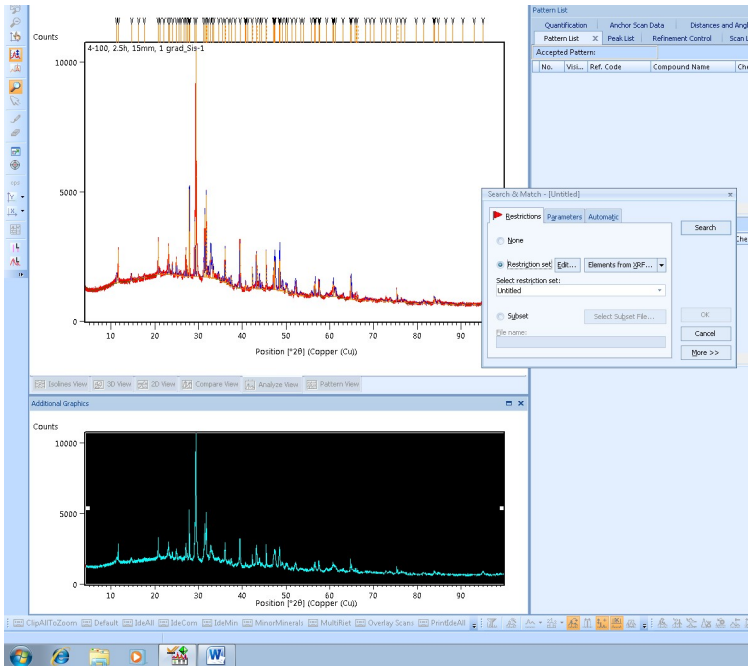 Counts
4-100, 2.5h, 15mm, 1 grad_Sis-1
10000
5000
0
10 20 30 40 50 60 70 80 90
Position [°2θ] (Copper (Cu))
Isolines View 3D View 2D View Compare View Analyze View Pattern View
Additional Graphics
Counts
10000
5000
0
10 20 30 40 50 60 70 80 90
Position [°2θ] (Copper (Cu))
ClipAllToZoom Default IdeAll IdeCom IdeMin MinorMinerals MultiRiet Overlay Scans PrintIdeAll
Pattern List
Quantification Anchor Scan Data Distances and Angl
Pattern List X Peak List Refinement Control Scan L
Accepted Pattern:
No. Visi... Ref. Code Compound Name Che
Search & Match - [Untitled]
Restrictions Parameters Automatic
Search
None
Restriction set Edit... Elements from XRF...
Select restriction set:
Untitled
Subset Select Subset File...
OK
File name:
Cancel
More >>
Che